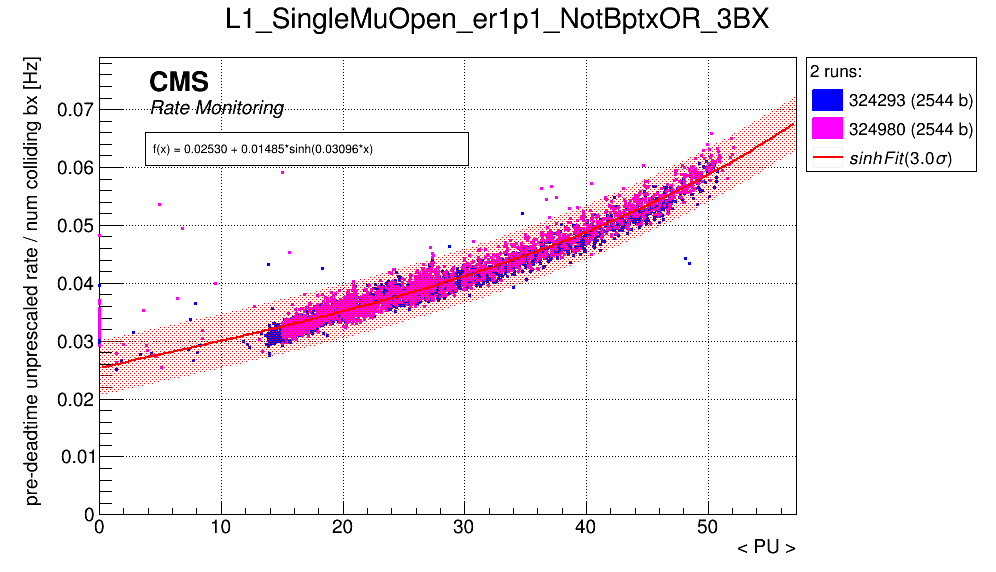 L1_SingleMuOpen_er1p1_NotBptxOR_3BX
pre-deadtime unprescaled rate / num colliding bx [Hz]
CMS
Rate Monitoring
f(x) = 0.02530 + 0.01485*sinh(0.03096*x)
0.07
0.06
0.05
0.04
0.03
0.02
0.01
0
0 10 20 30 40 50
< PU >
2 runs:
324293 (2544 b)
324980 (2544 b)
sinhFit(3.0σ)